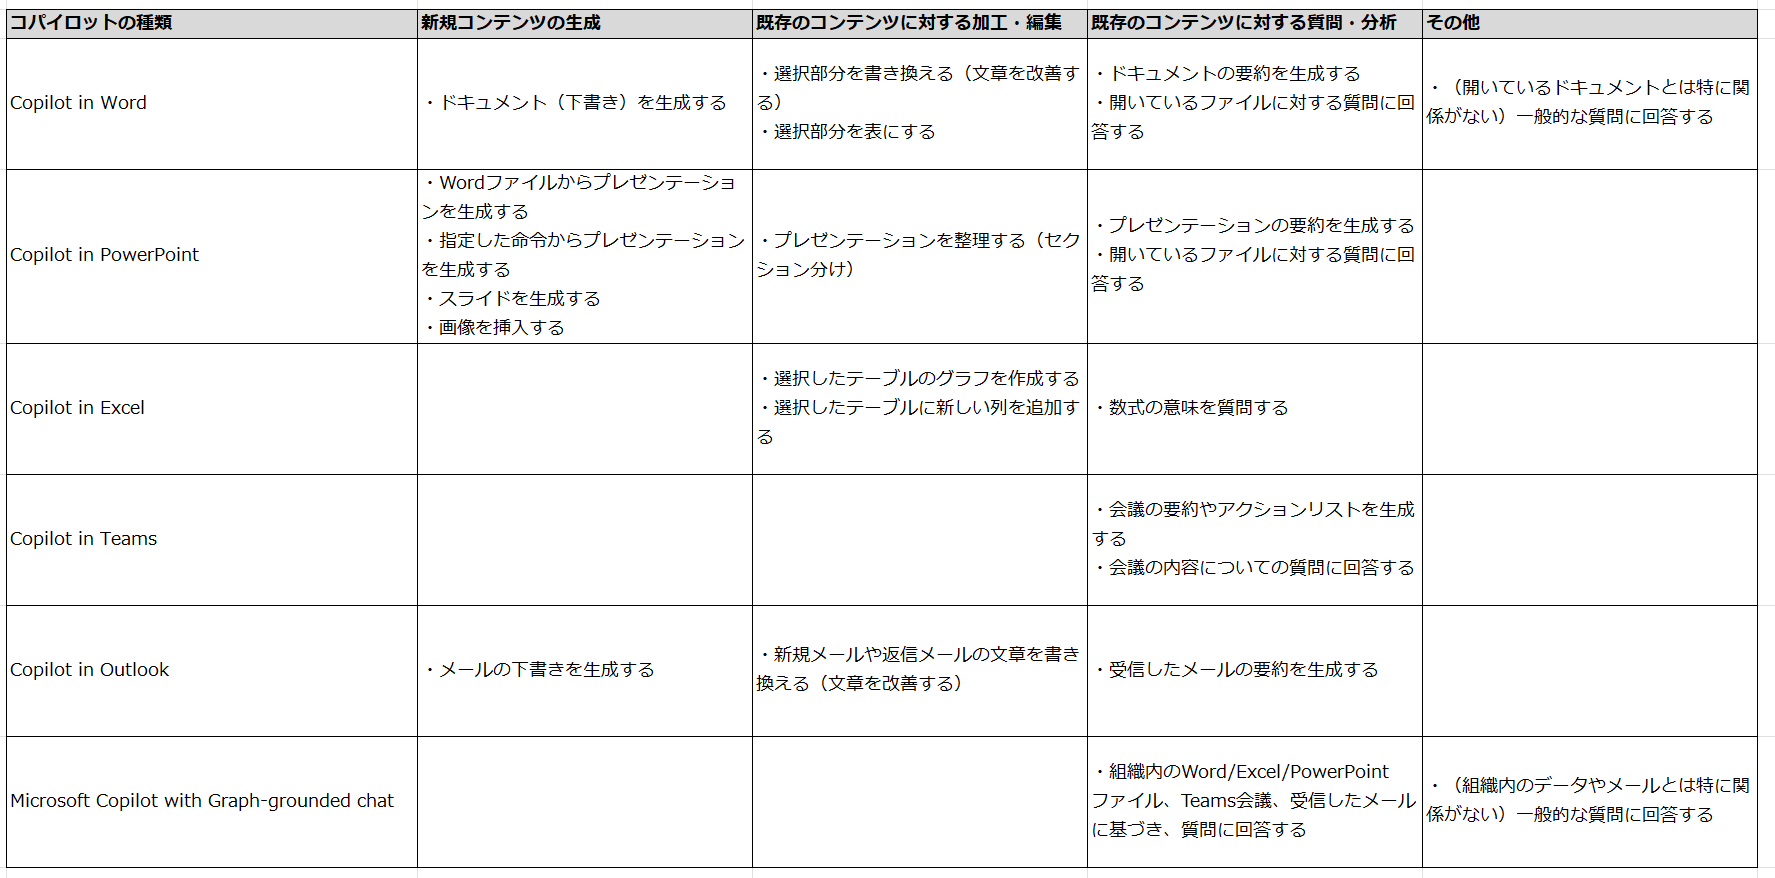 コパイロットの種類
新規コンテンツの生成
既存のコンテンツに対する加工・編集
既存のコンテンツに対する質問・分析
その他
Copilot in Word
・ドキュメント（下書き）を生成する
・選択部分を書き換える（文章を改善す
る）
・選択部分を表にする
・ドキュメントの要約を生成する
・開いているファイルに対する質問に回
答する
・（開いているドキュメントとは特に関
係がない）一般的な質問に回答する
Copilot in PowerPoint
・Wordファイルからプレゼンテーショ
ンを生成する
・指定した命令からプレゼンテーション
を生成する
・スライドを生成する
・画像を挿入する
・プレゼンテーションを整理する（セク
ション分け）
・プレゼンテーションの要約を生成する
・開いているファイルに対する質問に回
答する
Copilot in Excel
・選択したテーブルのグラフを作成する
・選択したテーブルに新しい列を追加す
る
・数式の意味を質問する
Copilot in Teams
・会議の要約やアクションリストを生成
する
・会議の内容についての質問に回答する
Copilot in Outlook
・メールの下書きを生成する
・新規メールや返信メールの文章を書き
換える（文章を改善する）
・受信したメールの要約を生成する
Microsoft Copilot with Graph-grounded chat
・組織内のWord/Excel/PowerPoint
ファイル、Teams会議、受信したメール
に基づき、質問に回答する
・（組織内のデータやメールとは特に関
係がない）一般的な質問に回答する